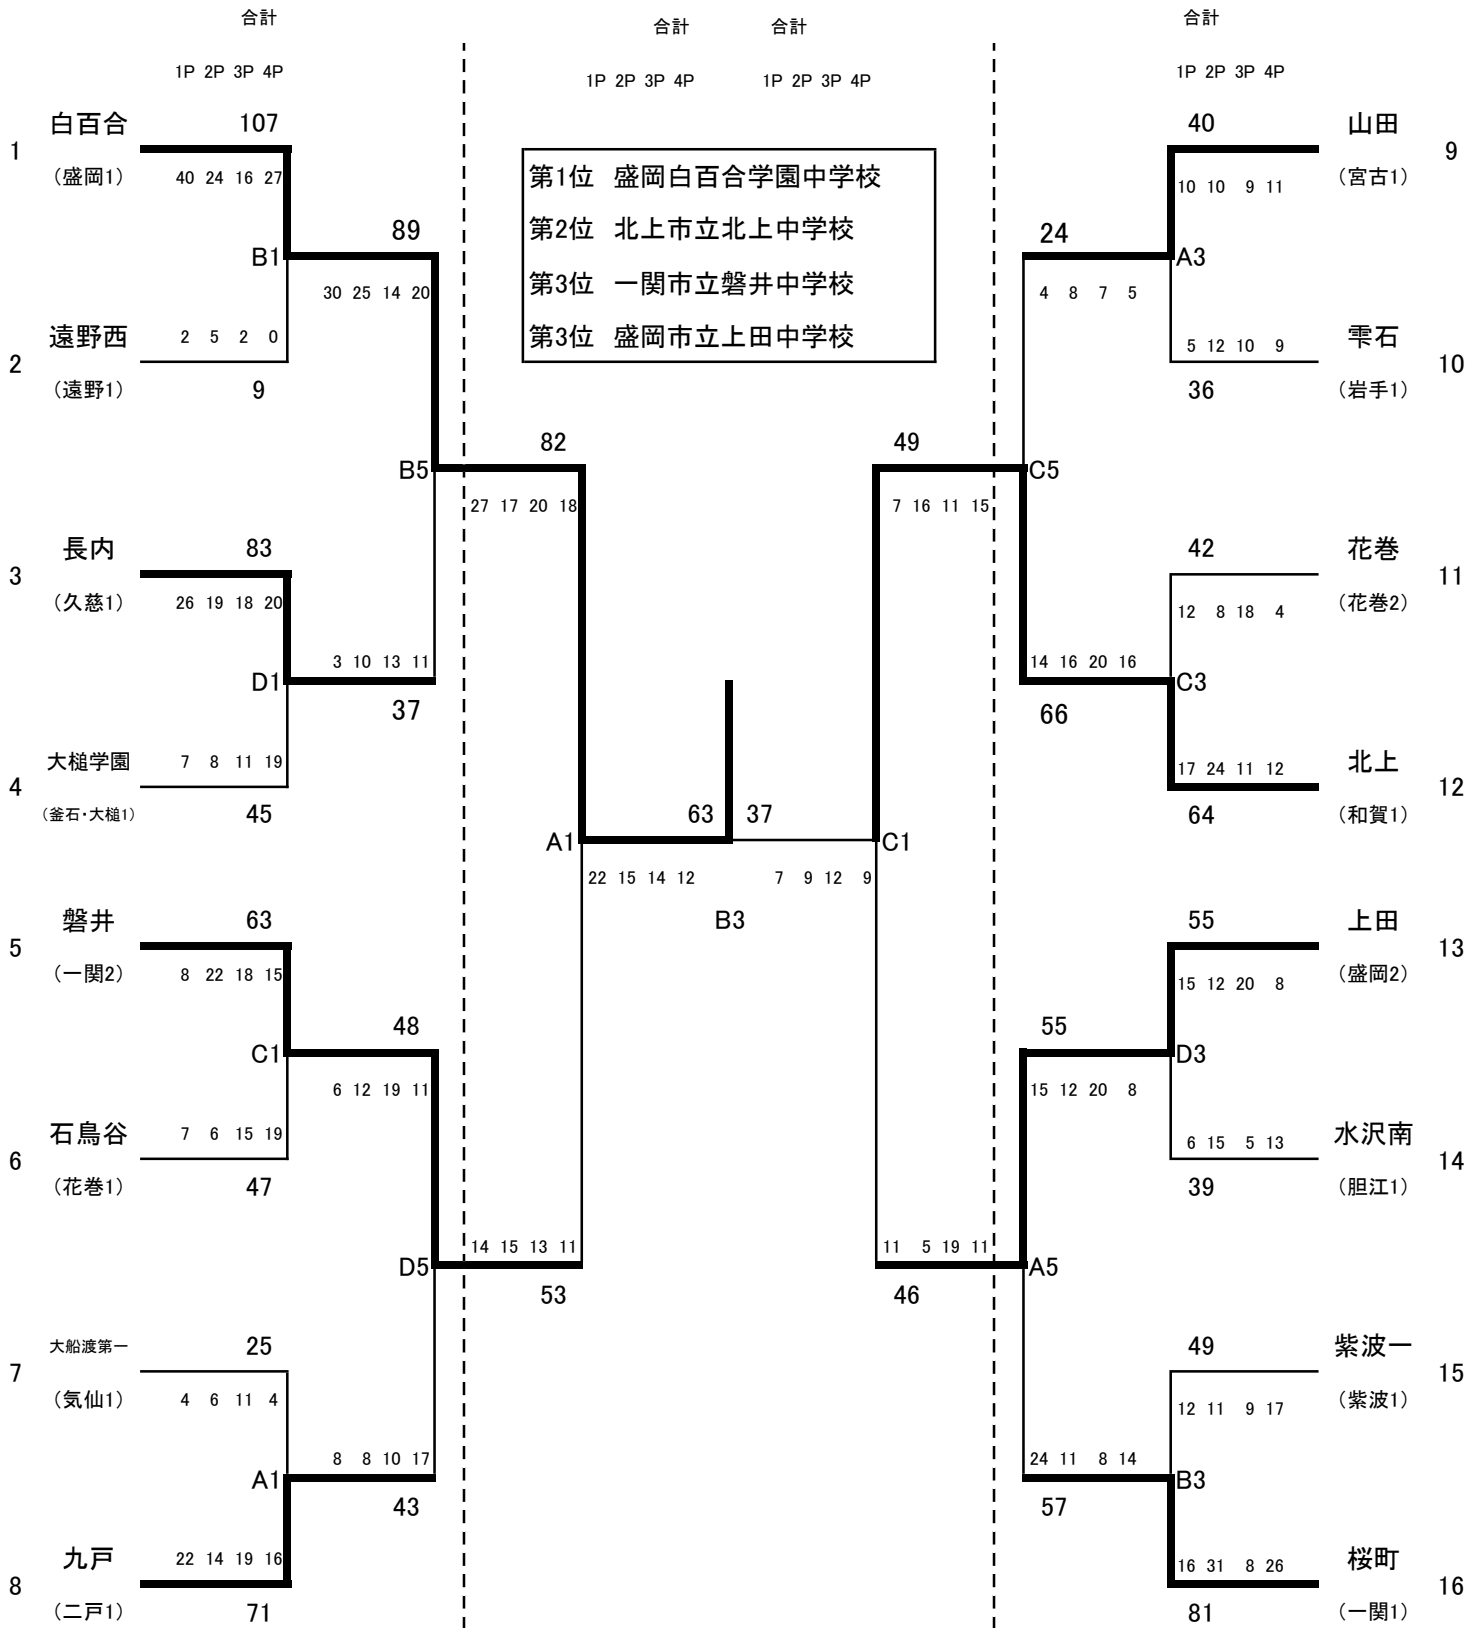 合計 合計 合計 合計
1P 2P 3P 4P 1P 2P 3P 4P 1P 2P 3P 4P 1P 2P 3P 4P
第1位 盛岡白百合学園中学校
第2位 北上市立北上中学校
第3位 一関市立磐井中学校
第3位 盛岡市立上田中学校
1 白百合 107
(盛岡1) 40 24 16 27
B1
89
30 25 14 20
2 遠野西 2 5 2 0
(遠野1) 9
B5
3 長内 83
(久慈1) 26 19 18 20
D1
3 10 13 11
37
4 大槌学園 7 8 11 19
(釜石・大槌1) 45
82
27 17 20 18
A1
5 磐井 63
(一関2) 8 22 18 15
C1
48
6 12 19 11
6 石鳥谷 7 6 15 19
(花巻1) 47
D5
14 15 13 11
53
7 大船渡第一 25
(気仙1) 4 6 11 4
A1
8 8 10 17
43
8 九戸 22 14 19 16
(二戸1) 71
63 37
22 15 14 12 7 9 12 9
B3
40 山田 9
10 10 9 11 (宮古1)
A3
24
4 8 7 5
5 12 10 9 雫石 10
36 (岩手1)
C5
49
7 16 11 15
42 花巻 11
12 8 18 4 (花巻2)
C3
14 16 20 16
66
17 24 11 12 北上 12
64 (和賀1)
C1
55 上田 13
15 12 20 8 (盛岡2)
D3
55
15 12 20 8
6 15 5 13 水沢南 14
39 (胆江1)
A5
11 5 19 11
46
49 紫波一 15
12 11 9 17 (紫波1)
B3
24 11 8 14
57
16 31 8 26 桜町 16
81 (一関1)